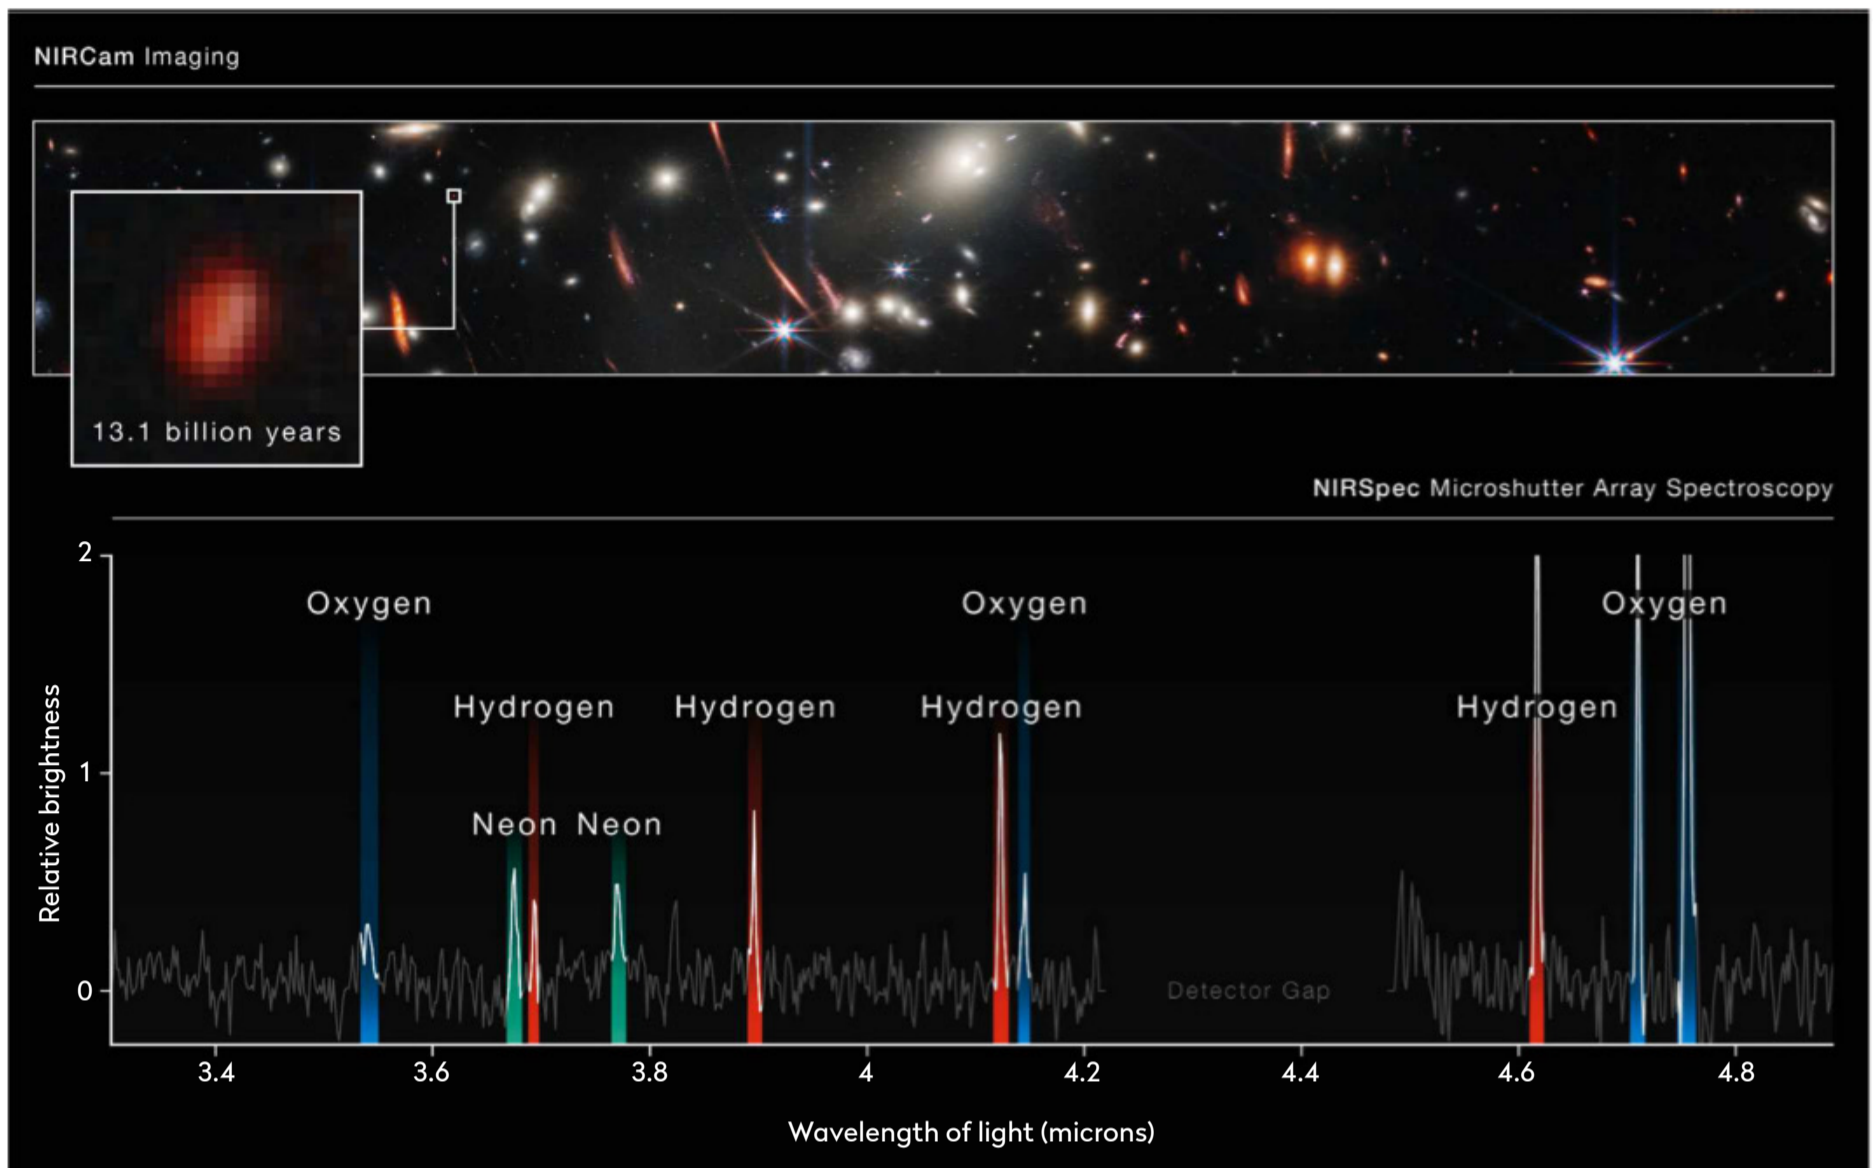 NIRCam Imaging
13.1 billion years
NIRSpec Microshutter Array Spectroscopy
2
Oxygen Oxygen Oxygen
Hydrogen Hydrogen Hydrogen Hydrogen
1
Neon Neon
Relative brightness
0
Detector Gap
3.4 3.6 3.8 4 4.2 4.4 4.6 4.8
Wavelength of light (microns)